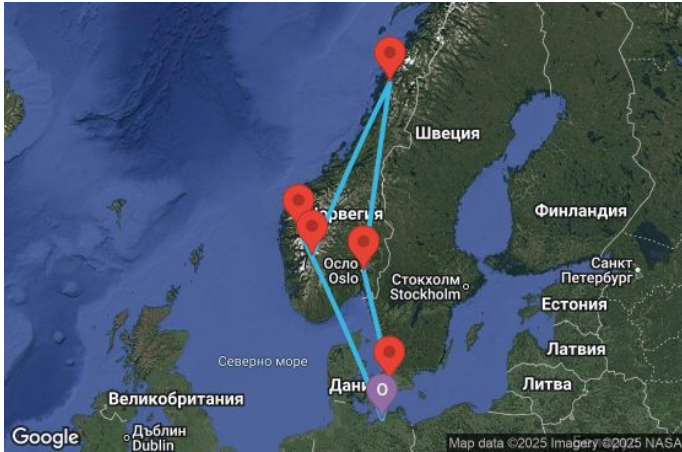 Швеция
Норвегия
Финландия
Осло
Oslo
Санкт
Петербург
Стокхолм
Stockholm
Естония
Северно море
Латвия
Дани
O
Литва
Великобритания
Дъблин
Dublin
Google
Map data ©2025 Imagery ©2025 NASA